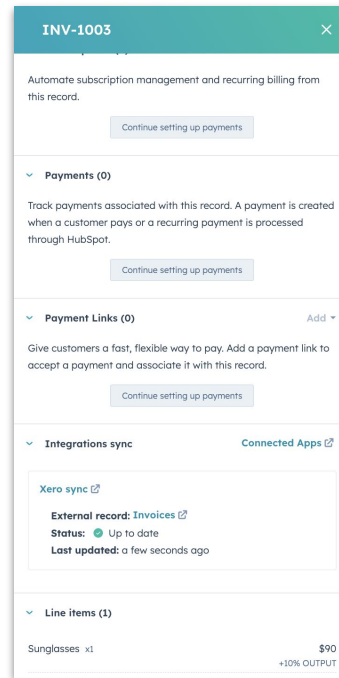 INV-1003
Automate subscription management and recurring billing from
this record.
Continue setting up payments
Payments (0)
Track payments associated with this record. A payment is created
when a customer pays or a recurring payment is processed
through HubSpot.
Continue setting up payments
Payment Links (0) Add
Give customers a fast, flexible way to pay. Add a payment link to
accept a payment and associate it with this record.
Continue setting up payments
Integrations sync Connected Apps
Xero sync
External record: Invoices
Status: Up to date
Last updated: a few seconds ago
Line items (1)
Sunglasses x1 $90
+10% OUTPUT